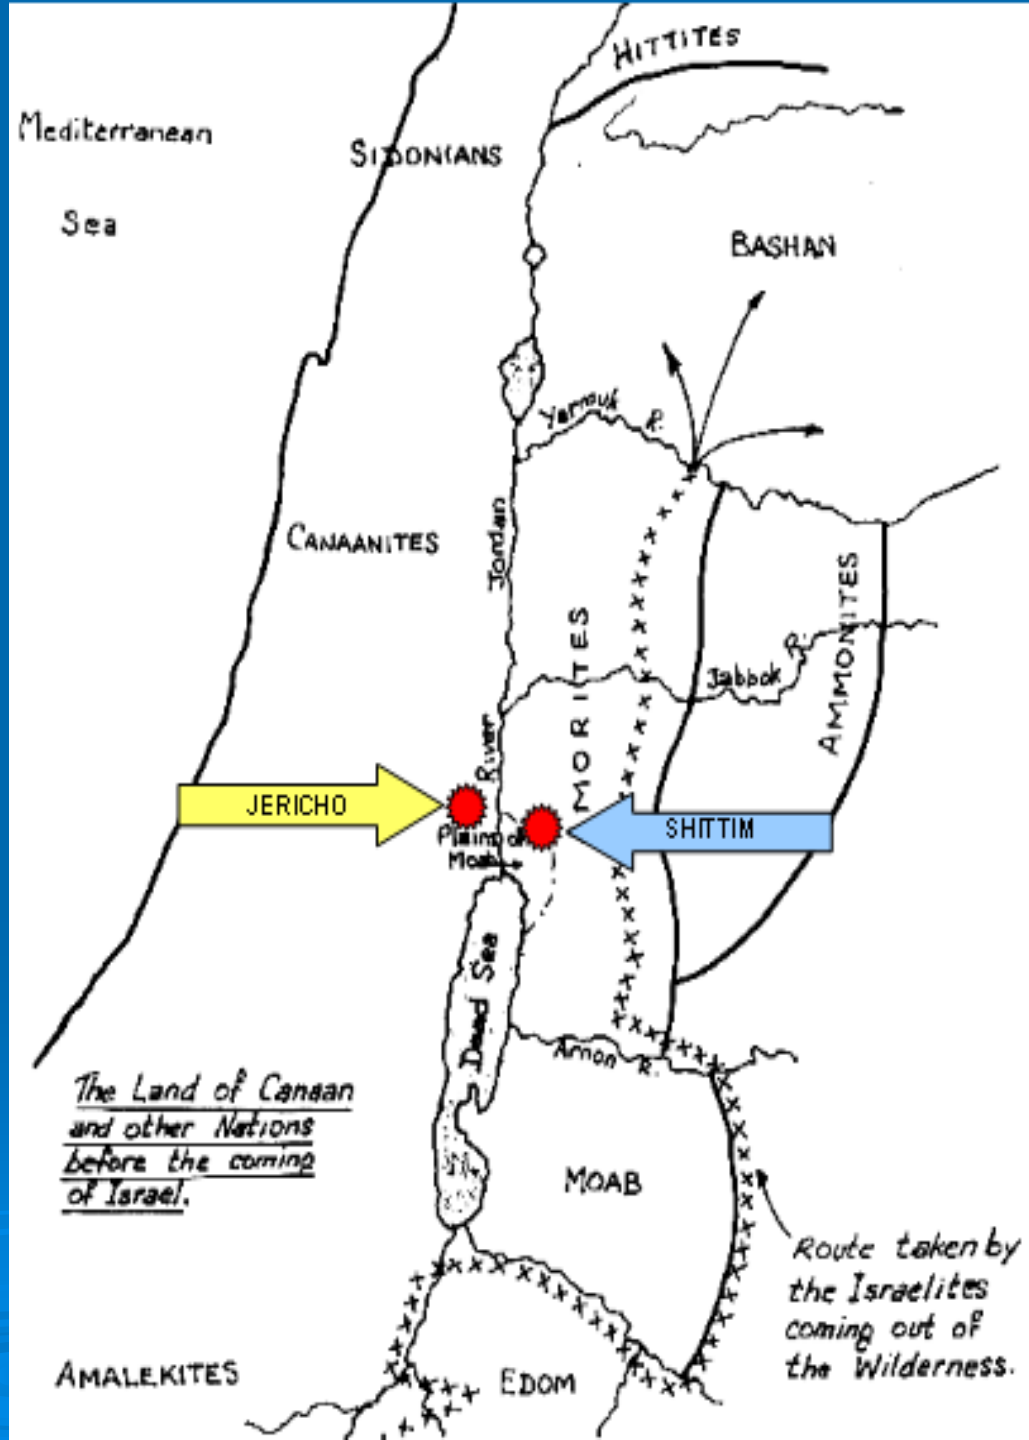 HITTITES
Mediterranean
Sea
SIDONIANS
BASHAN
Yarmouk R.
Jordan
River
CANAANITES
MORITES
AMMONITES
Jabbok R.
JERICHO
SHITTIM
Plains of
Moab
Dead Sea
Arnon R.
The Land of Canaan
and other Nations
before the coming
of Israel.
MOAB
Route taken by
the Israelites
coming out of
the Wilderness.
AMALEKITES
EDOM